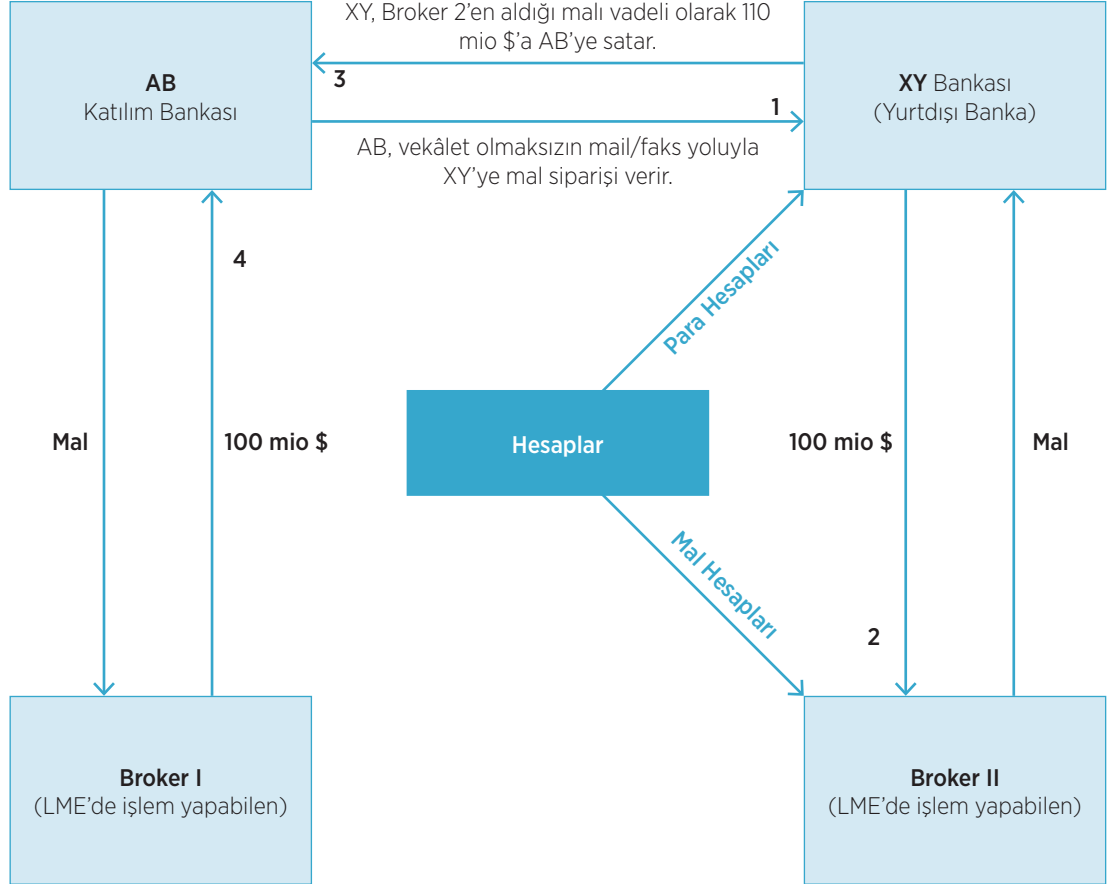 XY, Broker 2’en aldığı malı vadeli olarak 110
mio $’a AB’ye satar.
3
AB
Katılım Bankası
XY Bankası
(Yurtdışı Banka)
1
AB, vekâlet olmaksızın mail/faks yoluyla
XY’ye mal siparişi verir.
4
Para Hesapları
Mal
100 mio $
Hesaplar
100 mio $
Mal
Mal Hesapları
2
Broker I
(LME’de işlem yapabilen)
Broker II
(LME’de işlem yapabilen)